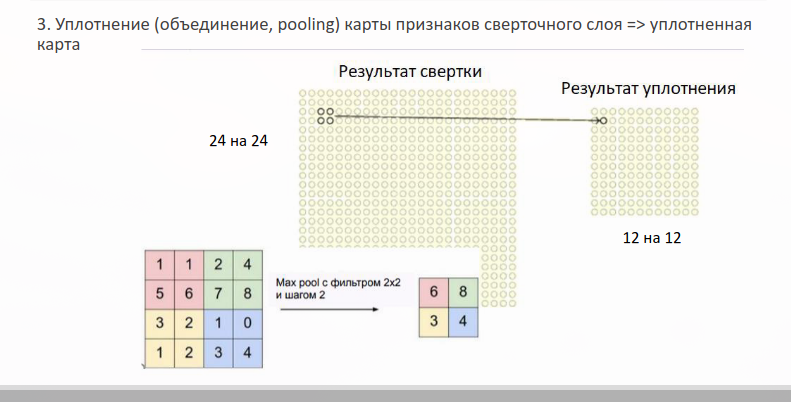 3. Уплотнение (объединение, pooling) карты признаков сверточного слоя => уплотненная
карта
Результат свертки
Результат уплотнения
24 на 24
12 на 12
1 1 2 4
5 6 7 8
3 2 1 0
1 2 3 4
Max pool с фильтром 2x2
и шагом 2
6 8
3 4